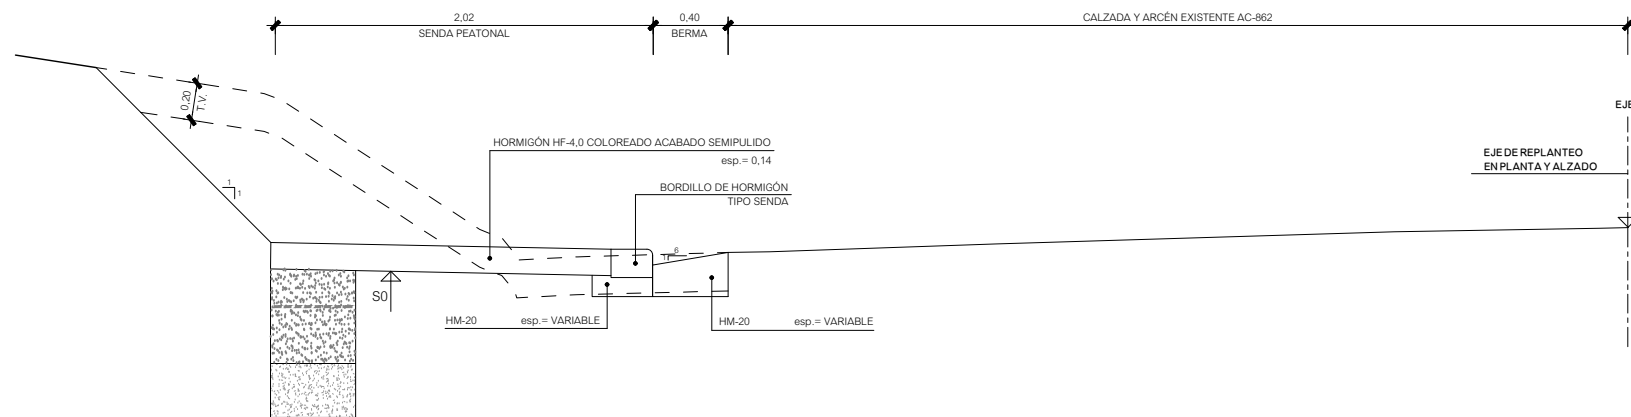 2,02
0,40
CALZADA Y ARCÉN EXISTENTE AC-862
SENDA PEATONAL
BERMA
0,20
T.V.
EJE
HORMIGÓN HF-4,0 COLOREADO ACABADO SEMIPULIDO
esp.= 0,14
EJE DE REPLANTEO
EN PLANTA Y ALZADO
BORDILLO DE HORMIGÓN
TIPO SENDA
1
1
6
1
S0
HM-20 esp.= VARIABLE
HM-20 esp.= VARIABLE